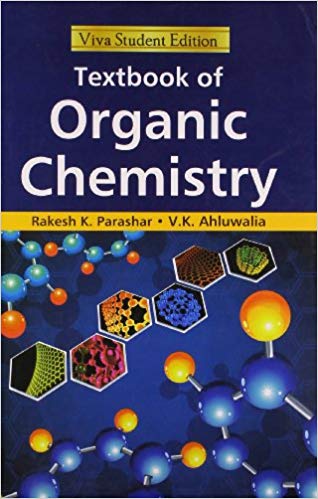 Viva Student Edition
Textbook of
Organic
Chemistry
Rakesh K. Parashar • V.K. Ahluwalia